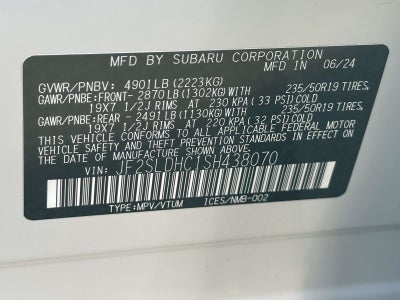 MFD BY SUBARU CORPORATION 06/24
GVWR/PNBV: 4901LB(2223KG)
GAWR/PNBE:FRONT- 2870LB(1302KG)WITH 235/50R19 TIRES,
19X7 1/2J RIMS, AT 230 KPA(33 PSI)COLD
GAWR/PNBE:REAR - 2491LB(1130KG)WITH 235/50R19 TIRES,
19X7 1/2J RIMS, AT 220 KPA(32 PSI)COLD
THIS VEHICLE CONFORMS TO ALL APPLICABLE FEDERAL MOTOR
VEHICLE SAFETY AND THEFT PREVENTION STANDARDS IN EFFECT
ON THE DATE OF MANUFACTURE SHOWN ABOVE.
VIN: JF2SLDHC1SH438070
TYPE:MPV/VTUM ICES/NMB-002